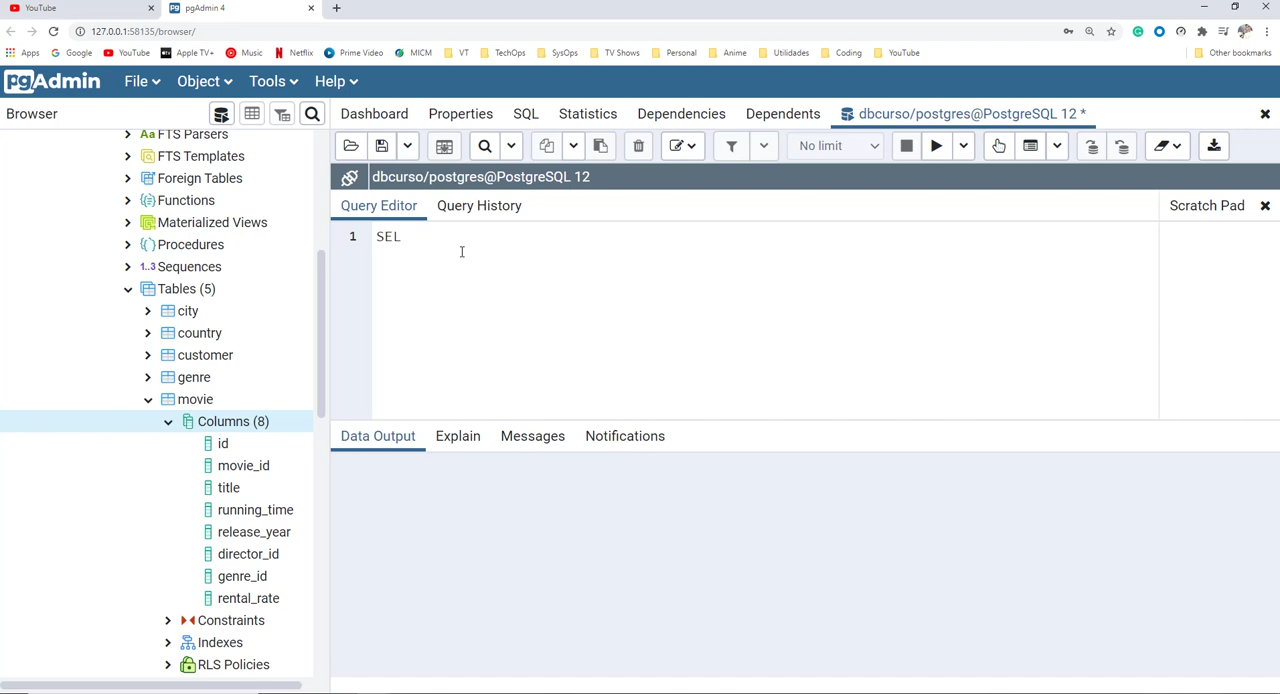 YouTube
pgAdmin 4
127.0.0.1:58135/browser/
Apps Google YouTube Apple TV+ Music Netflix Prime Video MICM VT TechOps SysOps TV Shows Personal Anime Utilidades Coding YouTube Other bookmarks
pgAdmin File Object Tools Help
Browser
Dashboard Properties SQL Statistics Dependencies Dependents dbcurso/postgres@PostgreSQL 12 *
No limit
dbcurso/postgres@PostgreSQL 12
Query Editor Query History Scratch Pad
1 SEL
Data Output Explain Messages Notifications
Aa FTS Parsers
FTS Templates
Foreign Tables
Functions
Materialized Views
Procedures
1..3 Sequences
Tables (5)
city
country
customer
genre
movie
Columns (8)
id
movie_id
title
running_time
release_year
director_id
genre_id
rental_rate
Constraints
Indexes
RLS Policies